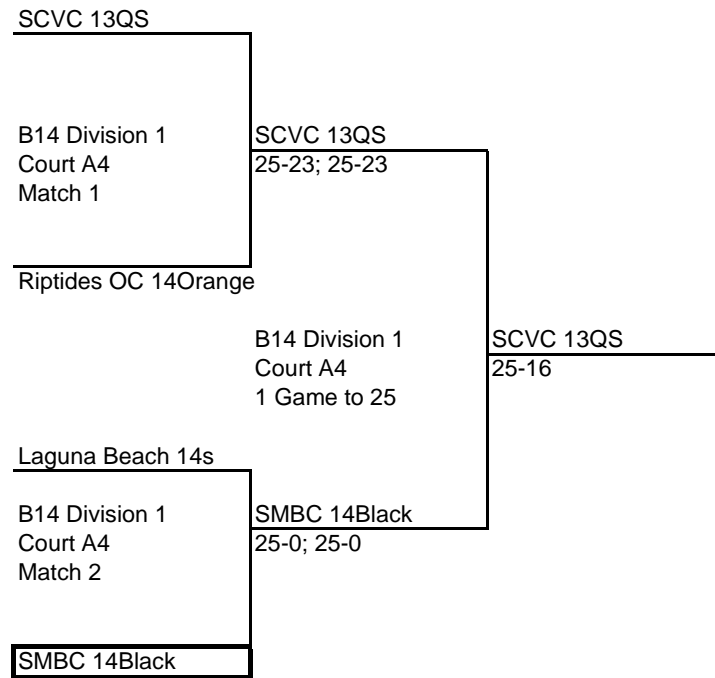 SCVC 13QS
B14 Division 1
Court A4
Match 1
SCVC 13QS
25-23; 25-23
Riptides OC 14Orange
B14 Division 1
Court A4
1 Game to 25
SCVC 13QS
25-16
Laguna Beach 14s
B14 Division 1
Court A4
Match 2
SMBC 14Black
25-0; 25-0
SMBC 14Black